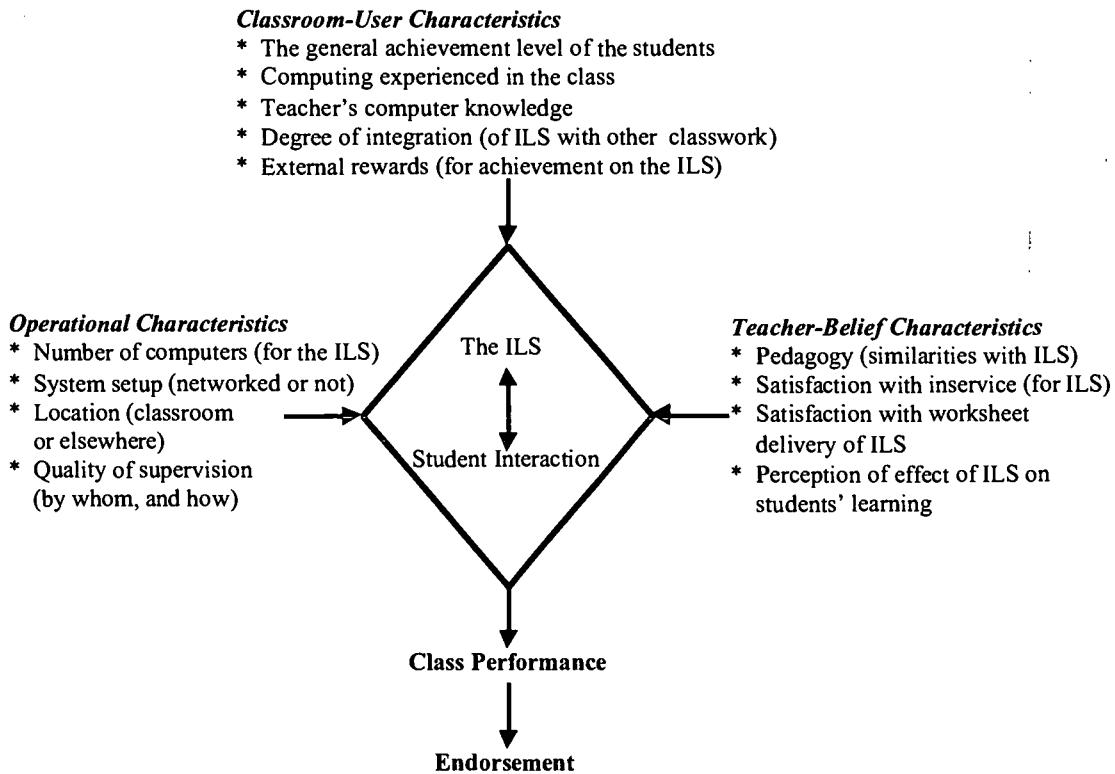 Classroom-User Characteristics
* The general achievement level of the students
* Computing experienced in the class
* Teacher's computer knowledge
* Degree of integration (of ILS with other classwork)
* External rewards (for achievement on the ILS)
Operational Characteristics
* Number of computers (for the ILS)
* System setup (networked or not)
* Location (classroom
or elsewhere)
* Quality of supervision
(by whom, and how)
The ILS
Student Interaction
Teacher-Belief Characteristics
* Pedagogy (similarities with ILS)
* Satisfaction with inservice (for ILS)
* Satisfaction with worksheet
delivery of ILS
* Perception of effect of ILS on
students' learning
Class Performance
Endorsement